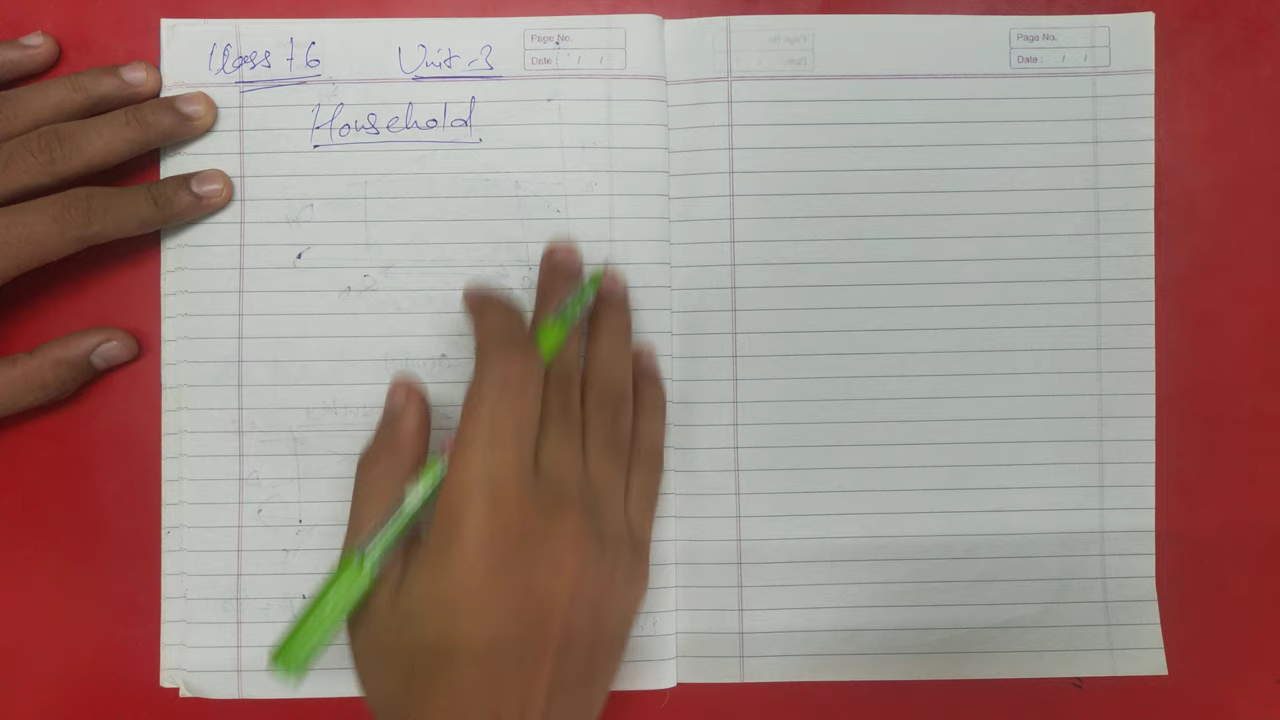 Class - 6 Unit - 3
Page No.
Date : / /
Household
Page No.
Date : / /